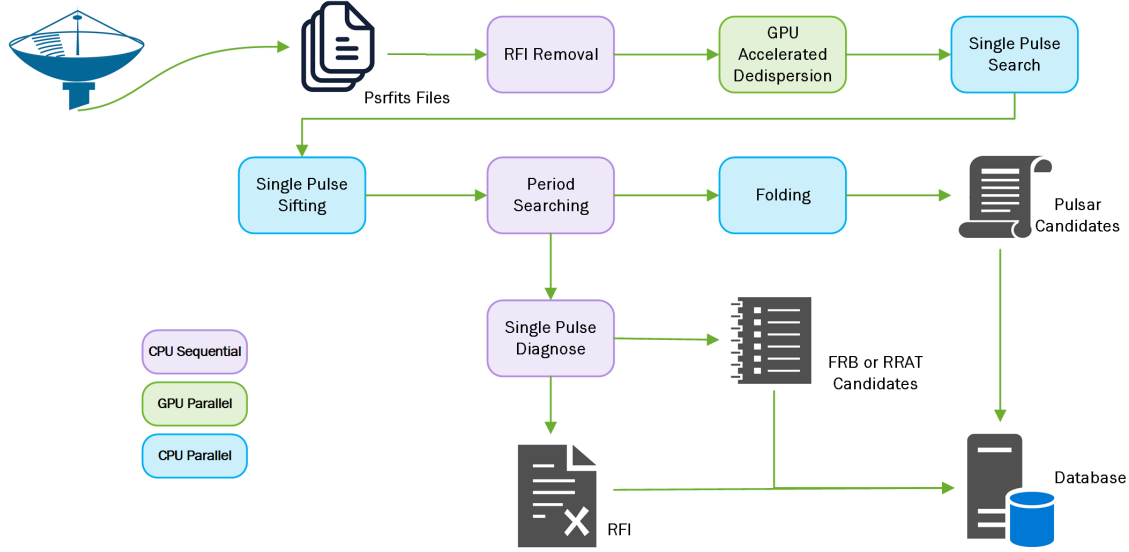 Psrfits Files
RFI Removal
GPU
Accelerated
Dedispersion
Single Pulse
Search
Single Pulse
Sifting
Period
Searching
Folding
Pulsar
Candidates
Single Pulse
Diagnose
FRB or RRAT
Candidates
CPU Sequential
GPU Parallel
CPU Parallel
RFI
Database